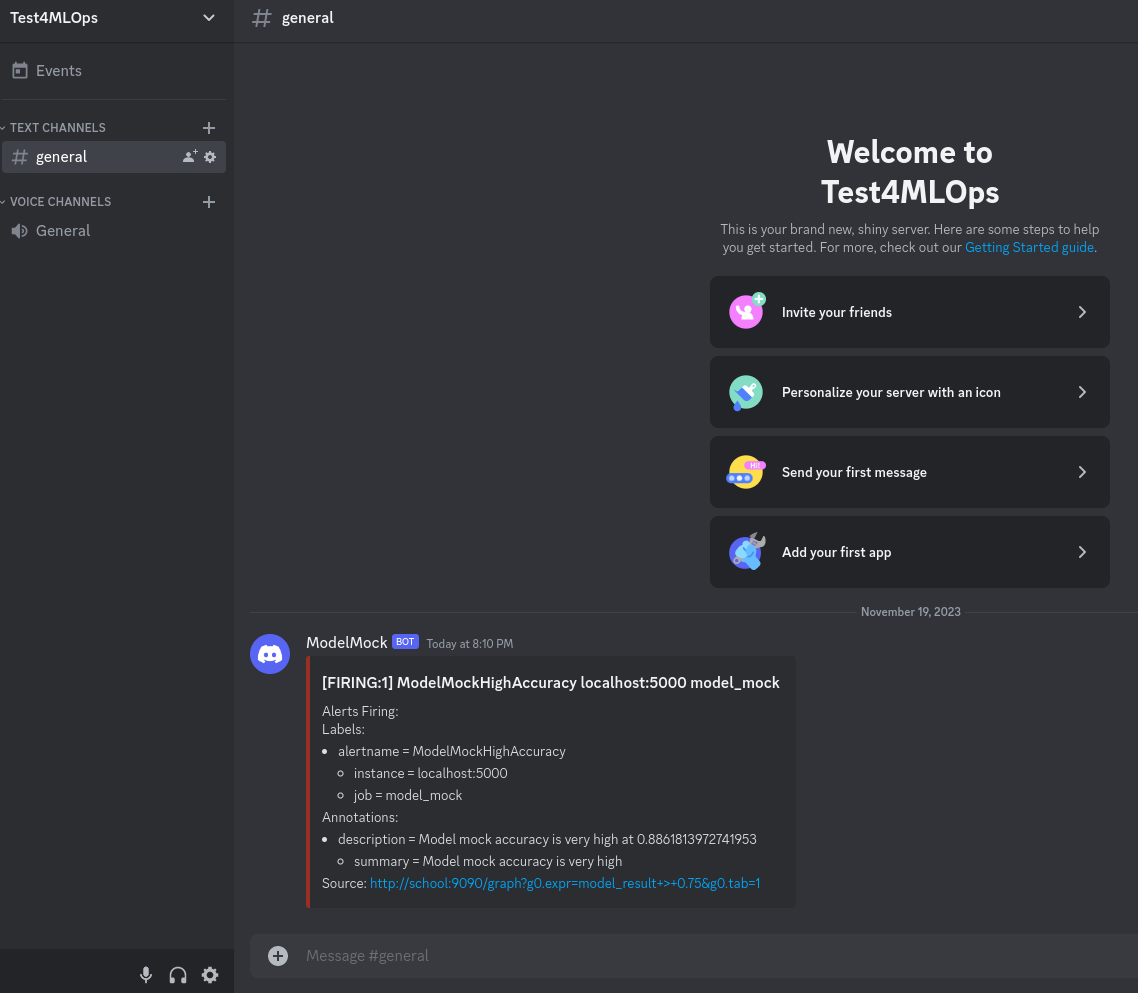 Test4MLOps
general
Events
TEXT CHANNELS
general
VOICE CHANNELS
General
Welcome to
Test4MLOps
This is your brand new, shiny server. Here are some steps to help
you get started. For more, check out our Getting Started guide.
Invite your friends
Personalize your server with an icon
HI!
Send your first message
Add your first app
November 19, 2023
ModelMock BOT Today at 8:10 PM
[FIRING:1] ModelMockHighAccuracy localhost:5000 model_mock
Alerts Firing:
Labels:
alertname = ModelMockHighAccuracy
instance = localhost:5000
job = model_mock
Annotations:
description = Model mock accuracy is very high at 0.8861813972741953
summary = Model mock accuracy is very high
Source: http://school:9090/graph?g0.expr=model_result+>+0.75&g0.tab=1
Message #general